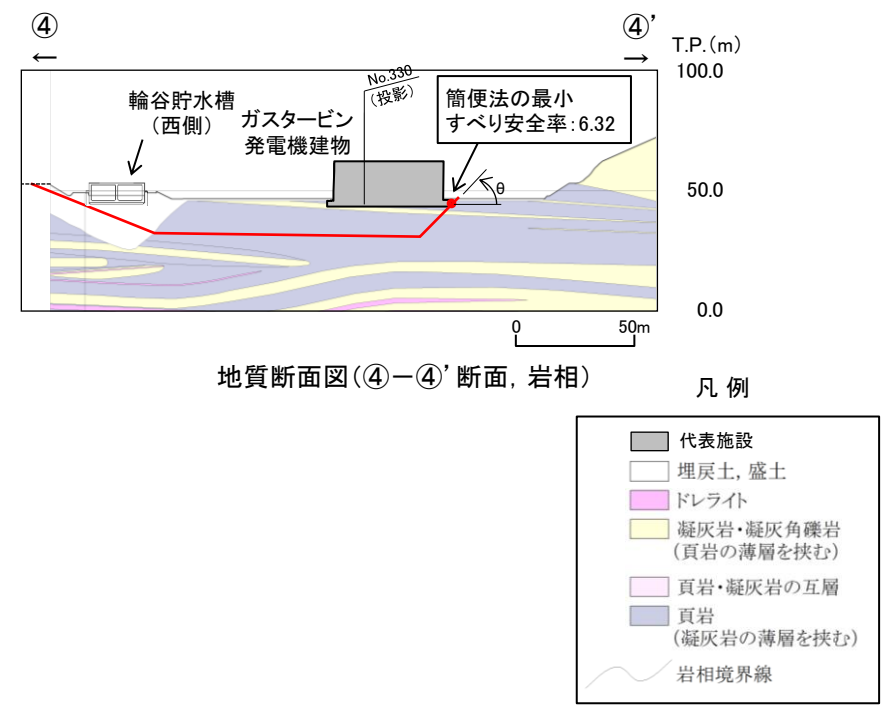 ④
④’
←
→
T.P.(m)
100.0
No.330
(投影)
輪谷貯水槽
(西側)
ガスタービン
発電機建物
簡便法の最小
すべり安全率:6.32
θ
50.0
0.0
0
50m
地質断面図(④－④’断面, 岩相)
凡 例
代表施設
埋戻土, 盛土
ドレライト
凝灰岩・凝灰角礫岩
(頁岩の薄層を挟む)
頁岩・凝灰岩の互層
頁岩
(凝灰岩の薄層を挟む)
岩相境界線